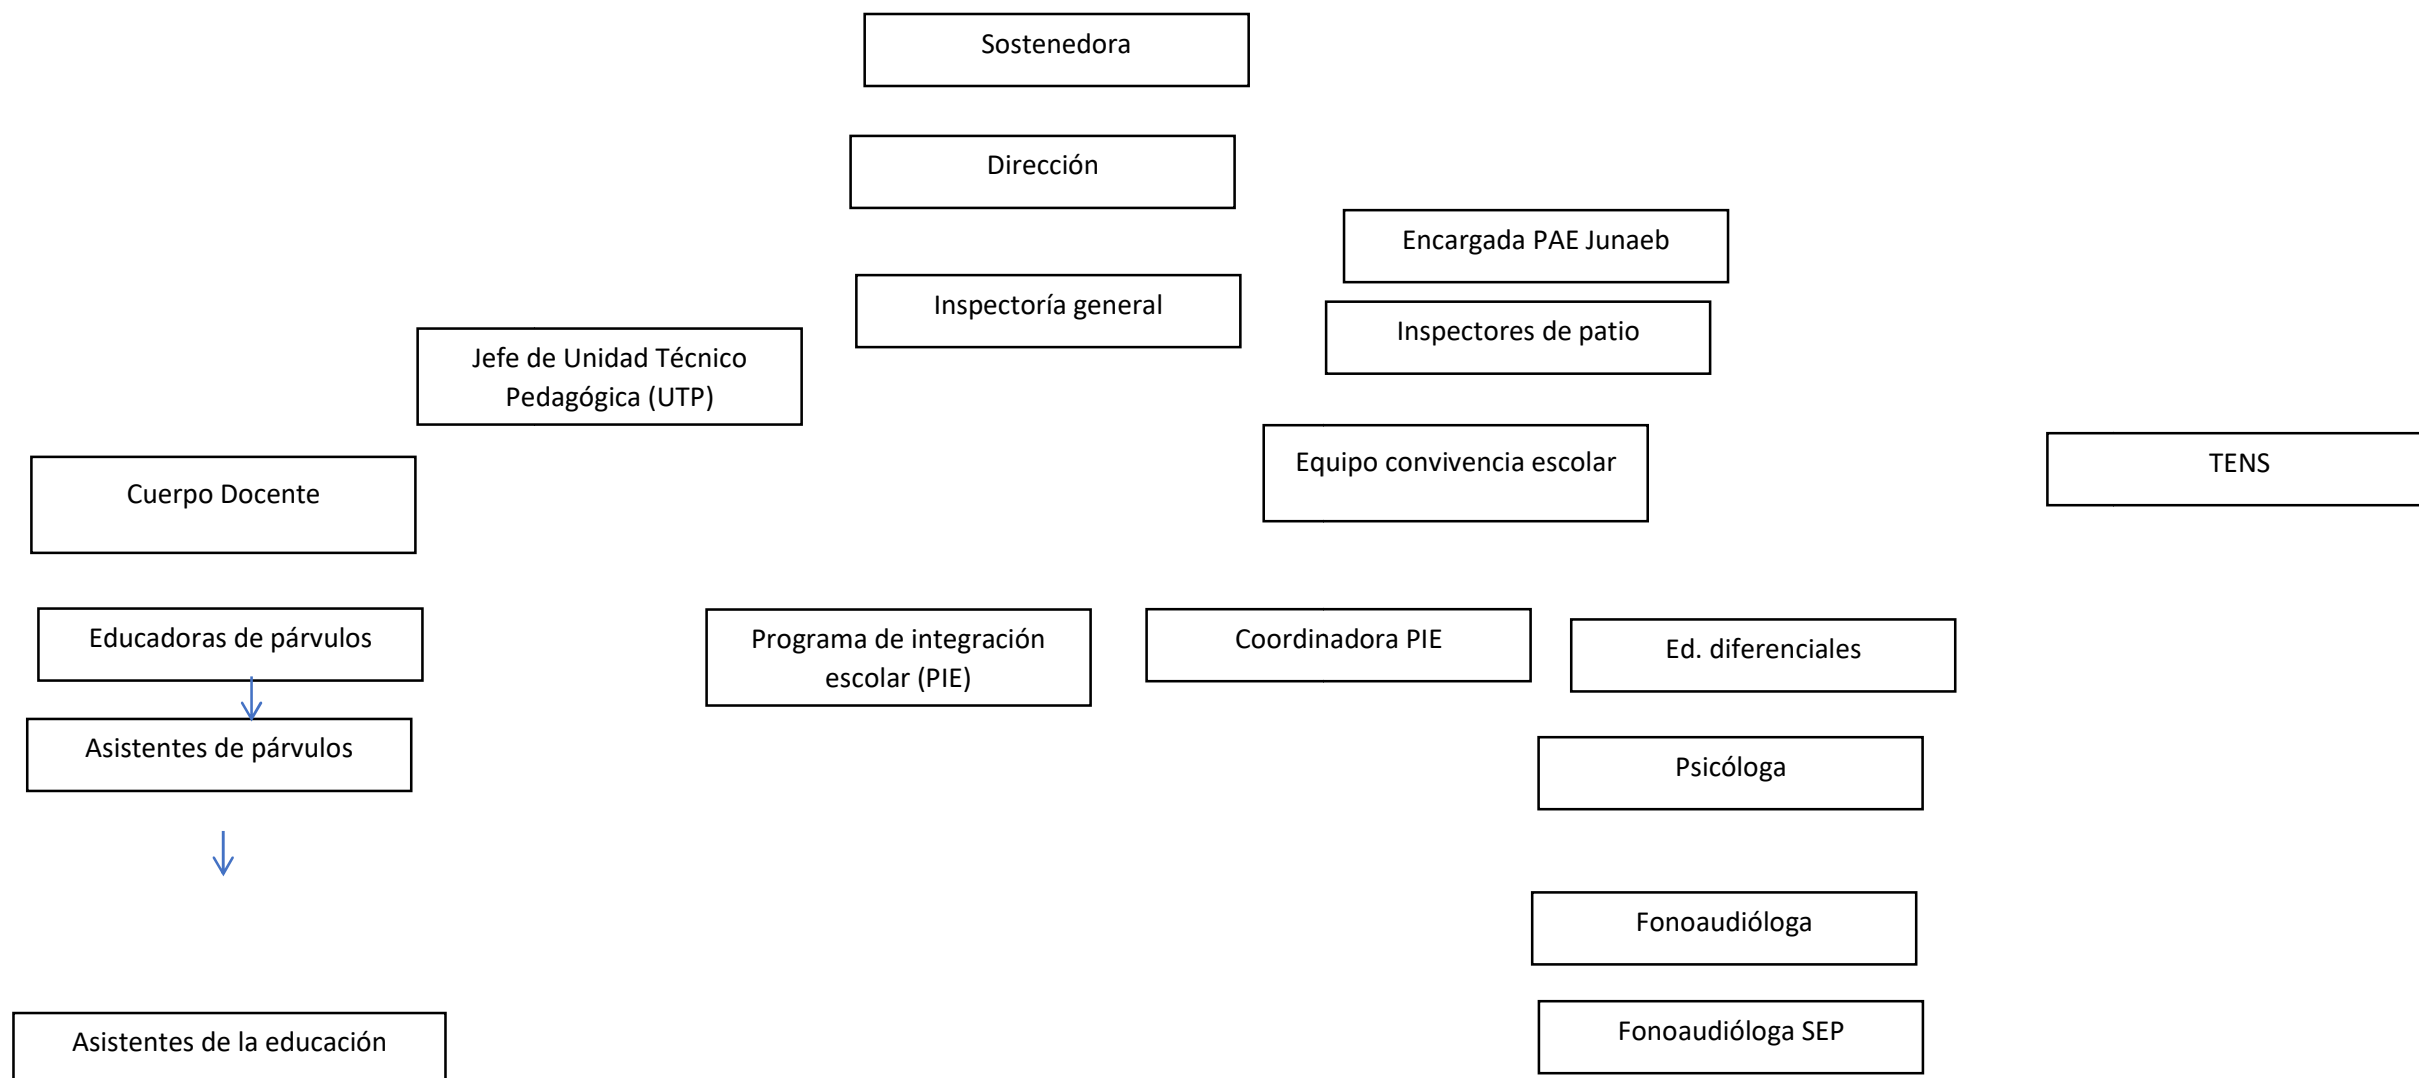 Sostenedora
Dirección
Encargada PAE Junaeb
Inspectoría general
Inspectores de patio
Jefe de Unidad Técnico
Pedagógica (UTP)
Equipo convivencia escolar
TENS
Cuerpo Docente
Educadoras de párvulos
Programa de integración
escolar (PIE)
Coordinadora PIE
Ed. diferenciales
Asistentes de párvulos
Psicóloga
Fonoaudióloga
Fonoaudióloga SEP
Asistentes de la educación